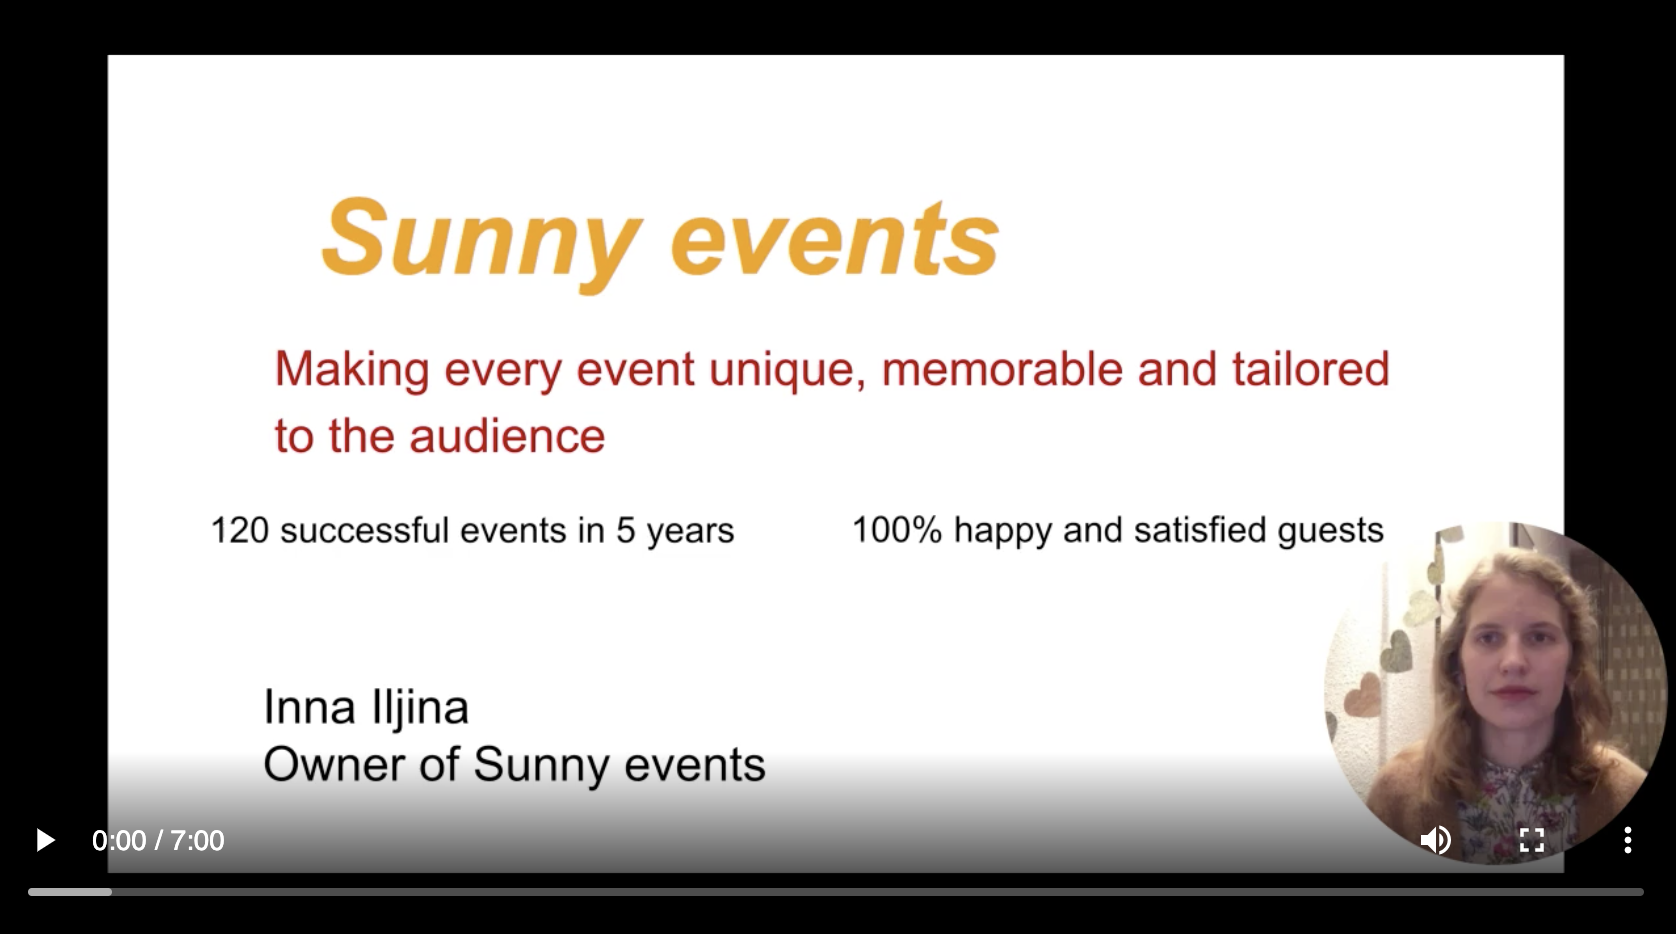 Sunny events
Making every event unique, memorable and tailored
to the audience
120 successful events in 5 years
100% happy and satisfied guests
Inna Iljina
Owner of Sunny events
0:00 / 7:00